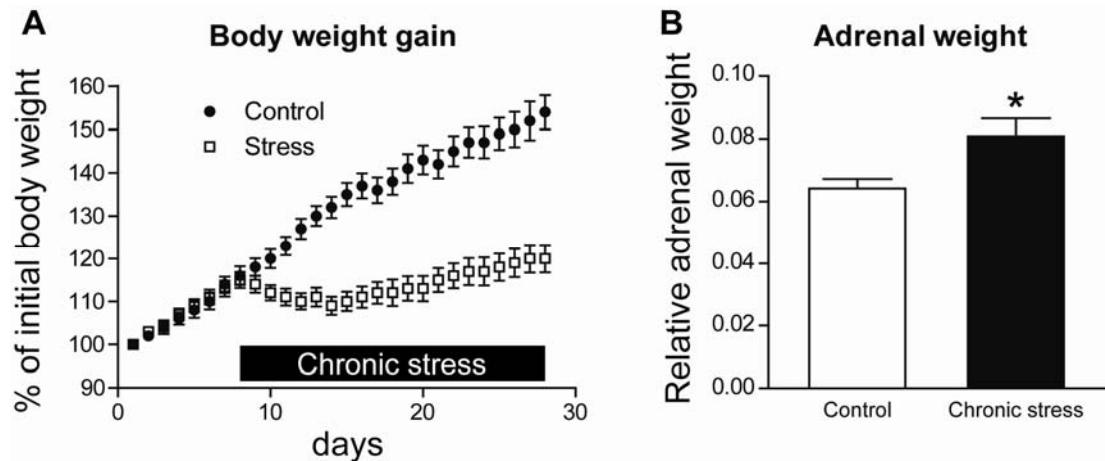 A
Body weight gain
% of initial body weight
160
150
140
130
120
110
100
90
Control
Stress
Chronic stress
0
10
20
30
days
B
Adrenal weight
Relative adrenal weight
0.10
0.08
0.06
0.04
0.02
0.00
*
Control
Chronic stress